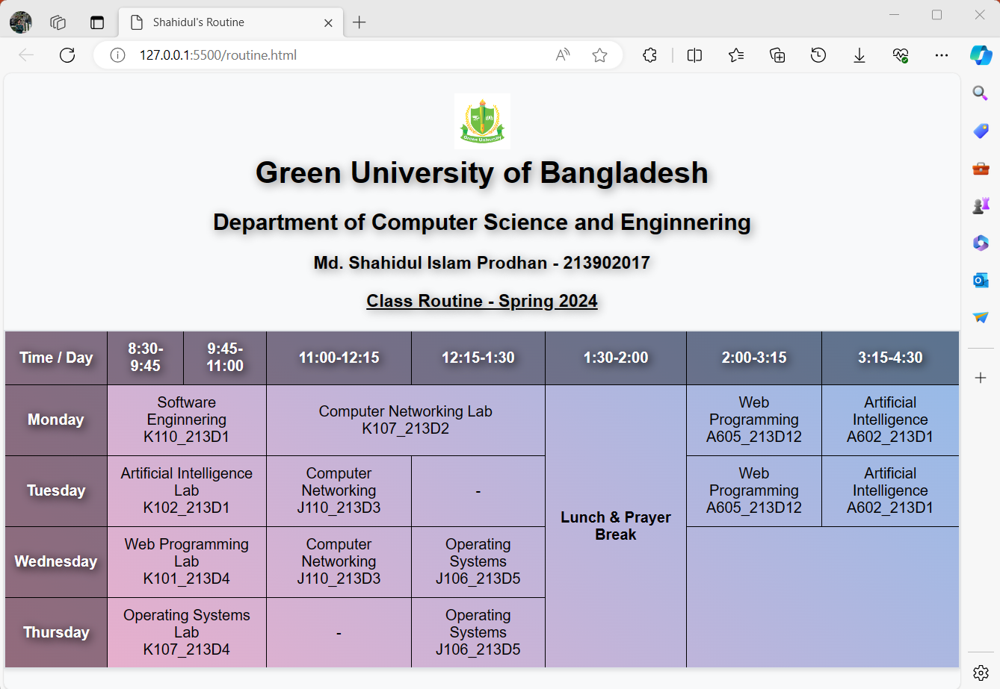 Shahidul's Routine
127.0.0.1:5500/routine.html
Green University
Green University of Bangladesh
Department of Computer Science and Enginnering
Md. Shahidul Islam Prodhan - 213902017
Class Routine - Spring 2024
Time / Day
8:30-
9:45
9:45-
11:00
11:00-12:15
12:15-1:30
1:30-2:00
2:00-3:15
3:15-4:30
Monday
Software
Enginnering
K110_213D1
Computer Networking Lab
K107_213D2
Lunch & Prayer
Break
Web
Programming
A605_213D12
Artificial
Intelligence
A602_213D1
Tuesday
Artificial Intelligence
Lab
K102_213D1
Computer
Networking
J110_213D3
-
Web
Programming
A605_213D12
Artificial
Intelligence
A602_213D1
Wednesday
Web Programming
Lab
K101_213D4
Computer
Networking
J110_213D3
Operating
Systems
J106_213D5
Thursday
Operating Systems
Lab
K107_213D4
-
Operating
Systems
J106_213D5